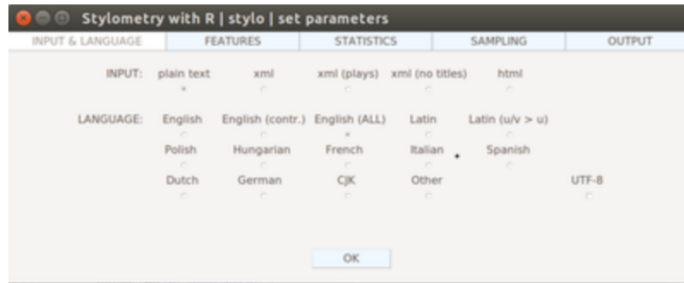 Stylometry with R | stylo | set parameters
INPUT & LANGUAGE FEATURES STATISTICS SAMPLING OUTPUT
INPUT: plain text xml xml (plays) xml (no titles) html
LANGUAGE: English English (contr.) English (ALL) Latin Latin (u/v > u)
Polish Hungarian French Italian Spanish
Dutch German CJK Other UTF-8
OK